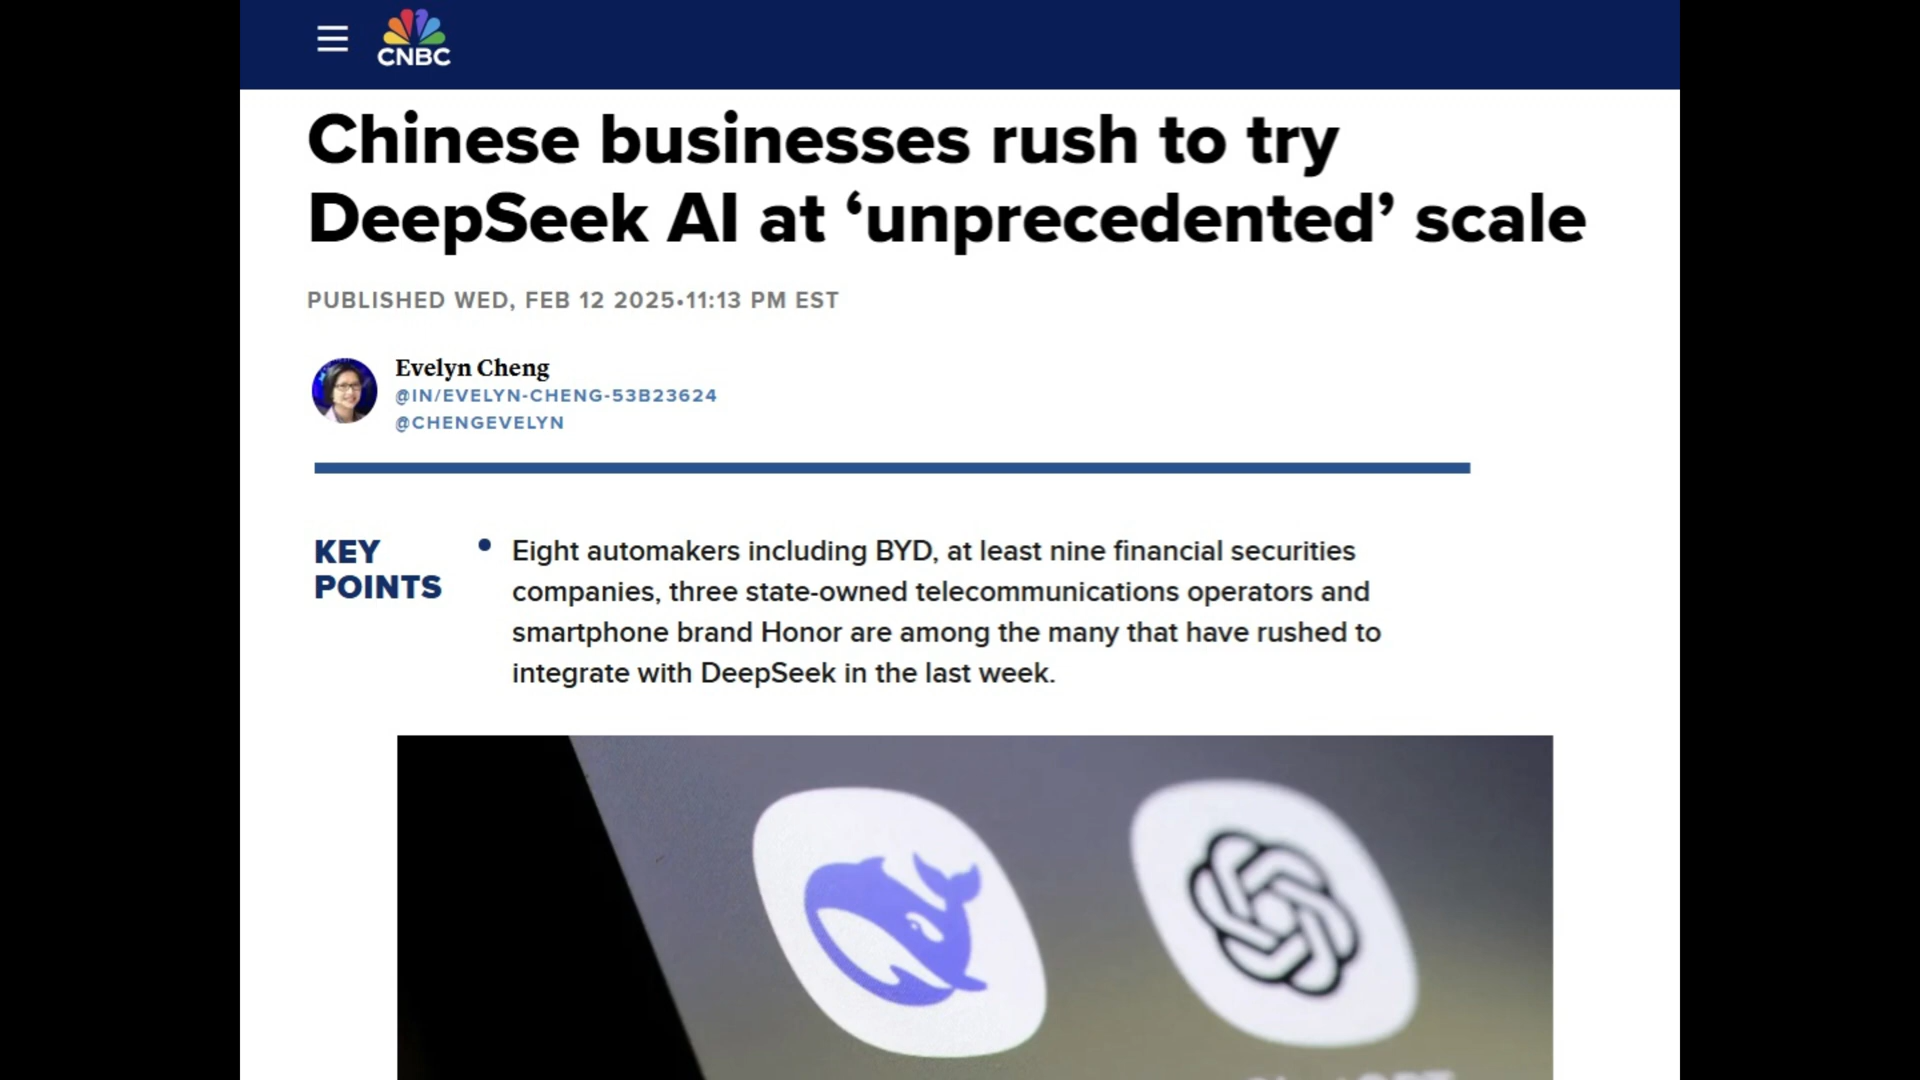 CNBC
Chinese businesses rush to try
DeepSeek AI at ‘unprecedented’ scale
PUBLISHED WED, FEB 12 2025•11:13 PM EST
Evelyn Cheng
@IN/EVELYN-CHENG-53B23624
@CHENGEVELYN
KEY
POINTS
• Eight automakers including BYD, at least nine financial securities
companies, three state-owned telecommunications operators and
smartphone brand Honor are among the many that have rushed to
integrate with DeepSeek in the last week.